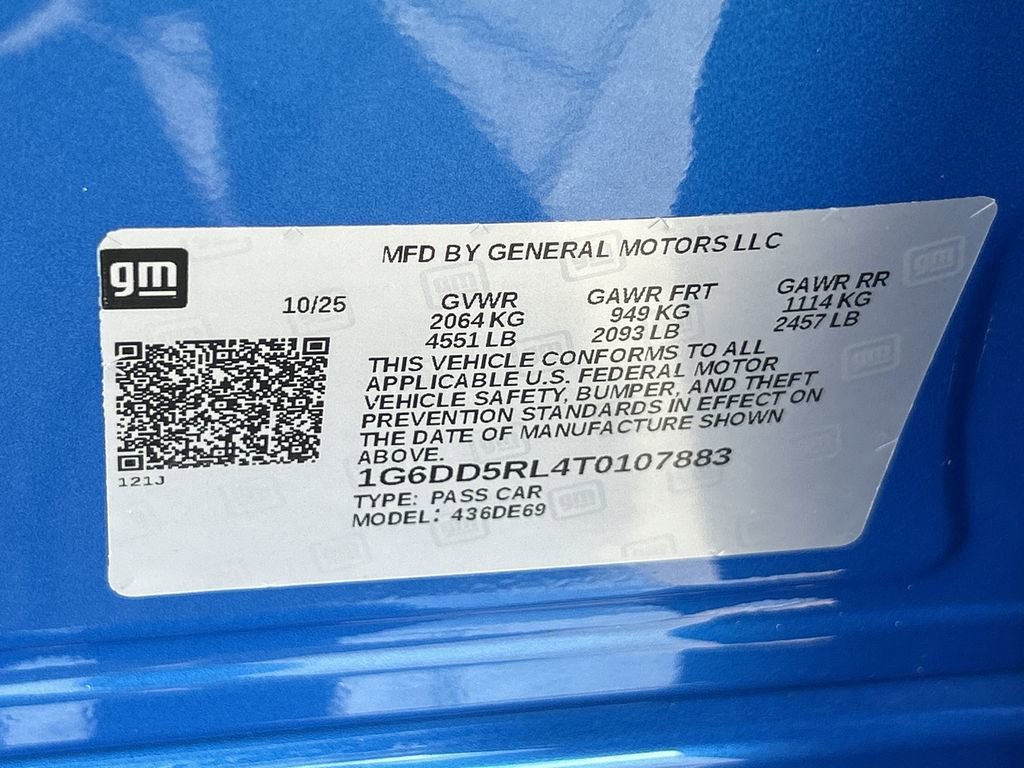 MFD BY GENERAL MOTORS LLC
gm
10/25
GVWR
2064 KG
4551 LB
GAWR FRT
949 KG
2093 LB
GAWR RR
1114 KG
2457 LB
THIS VEHICLE CONFORMS TO ALL
APPLICABLE U.S. FEDERAL MOTOR
VEHICLE SAFETY, BUMPER, AND THEFT
PREVENTION STANDARDS IN EFFECT ON
THE DATE OF MANUFACTURE SHOWN
ABOVE.
1G6DD5RL4T0107883
TYPE: PASS CAR
MODEL: 436DE69
121J